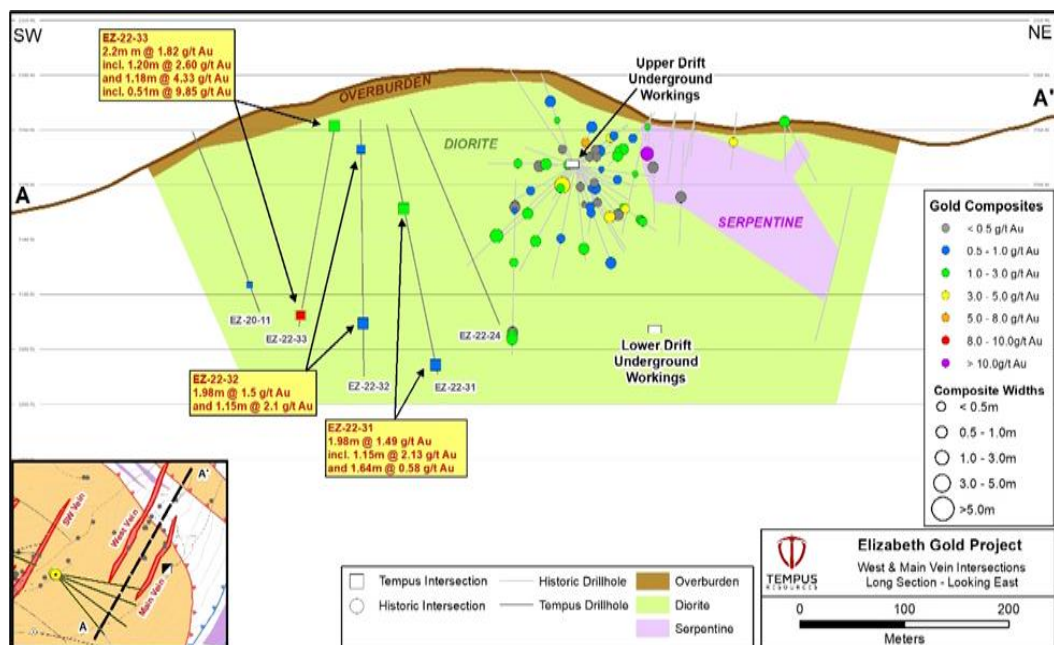 SW
NE
EZ-22-33
2.2m m @ 1.82 g/t Au
incl. 1.20m @ 2.60 g/t Au
and 1.18m @ 4.33 g/t Au
incl. 0.51m @ 9.85 g/t Au
OVERBURDEN
Upper Drift
Underground
Workings
A'
DIORITE
A
SERPENTINE
EZ-20-11
EZ-22-33
EZ-22-32
EZ-22-31
EZ-22-24
Lower Drift
Underground
Workings
EZ-22-32
1.98m @ 1.5 g/t Au
and 1.15m @ 2.1 g/t Au
EZ-22-31
1.98m @ 1.49 g/t Au
incl. 1.15m @ 2.13 g/t Au
and 1.64m @ 0.58 g/t Au
Gold Composites
< 0.5 g/t Au
0.5 - 1.0 g/t Au
1.0 - 3.0 g/t Au
3.0 - 5.0 g/t Au
5.0 - 8.0 g/t Au
8.0 - 10.0g/t Au
> 10.0g/t Au
Composite Widths
< 0.5m
0.5 - 1.0m
1.0 - 3.0m
3.0 - 5.0m
>5.0m
A'
SW Vein
West Vein
Main Vein
A
Tempus Intersection
Historic Drillhole
Overburden
Historic Intersection
Tempus Drillhole
Diorite
Serpentine
TEMPUS
RESOURCES
Elizabeth Gold Project
West & Main Vein Intersections
Long Section - Looking East
0 100 200
Meters